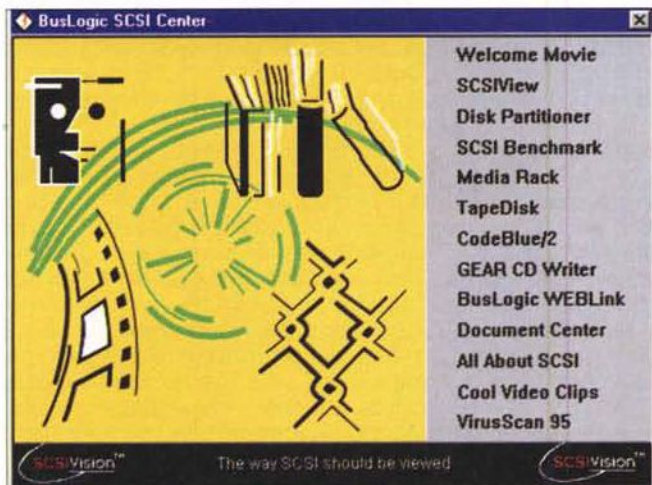 BusLogic SCSI Center
Welcome Movie
SCSIView
Disk Partitioner
SCSI Benchmark
Media Rack
TapeDisk
CodeBlue/2
GEAR CD Writer
BusLogic WEBLink
Document Center
All About SCSI
Cool Video Clips
VirusScan 95
SCSIVision™ The way SCSI should be viewed SCSIVision™